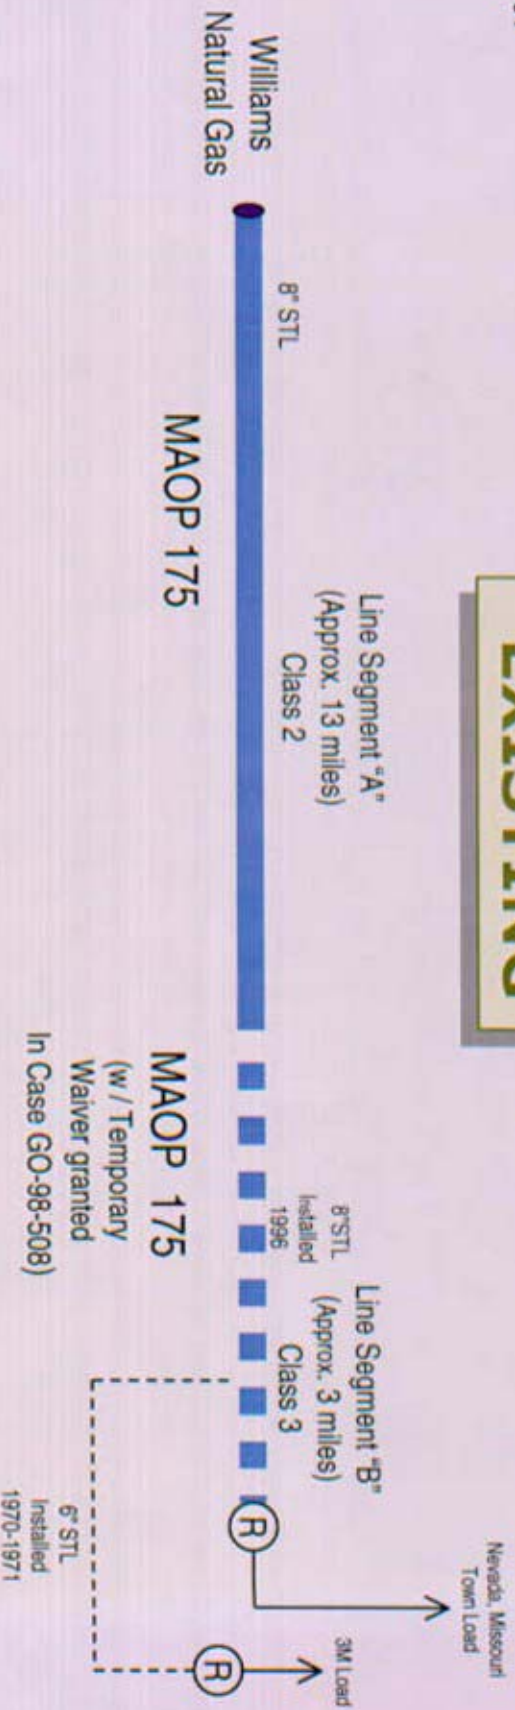 EXISTING
Williams
Natural Gas
8" STL
MAOP 175
Line Segment "A"
(Approx. 13 miles)
Class 2
MAOP 175
(w / Temporary
Waiver granted
In Case GO-98-508)
8"STL
Installed
1996
Line Segment "B"
(Approx. 3 miles)
Class 3
R
Nevada, Missouri
Town Load
6" STL
Installed
1970-1971
R
3M Load